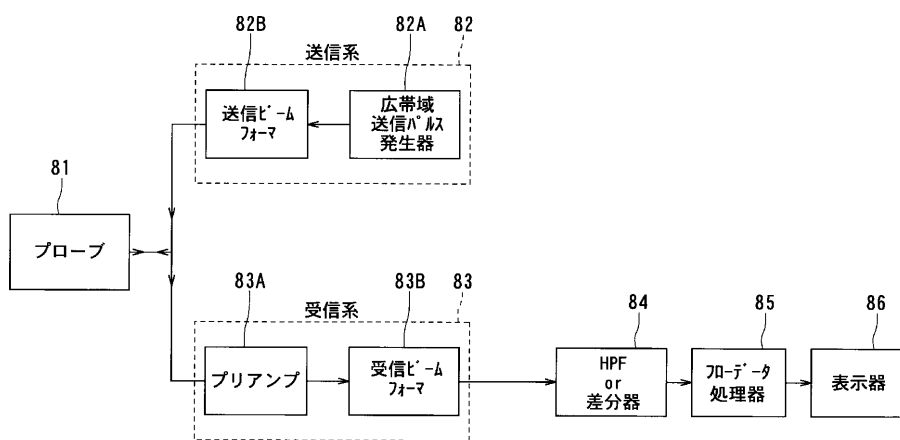 82B
82A
82
送信系
送信ﾋﾞｰﾑ
ﾌｫｰﾏ
広帯域
送信ﾊﾟﾙｽ
発生器
81
プローブ
83A
83B
83
受信系
プリアンプ
受信ﾋﾞｰﾑ
ﾌｫｰﾏ
84
HPF
or
差分器
85
ﾌﾛｰﾃﾞｰﾀ
処理器
86
表示器